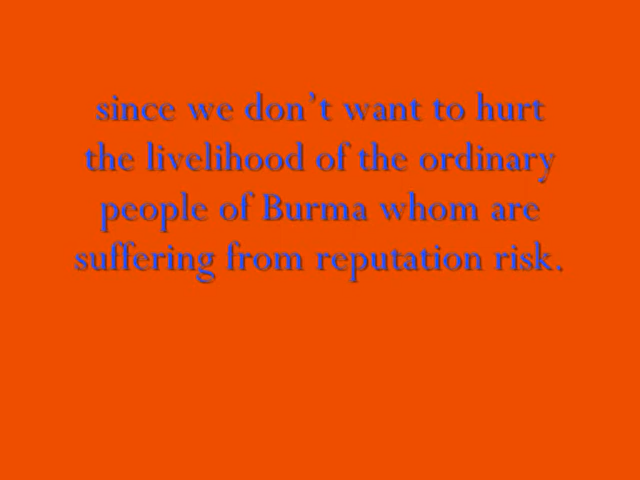 since we don't want to hurt
the livelihood of the ordinary
people of Burma whom are
suffering from reputation risk.